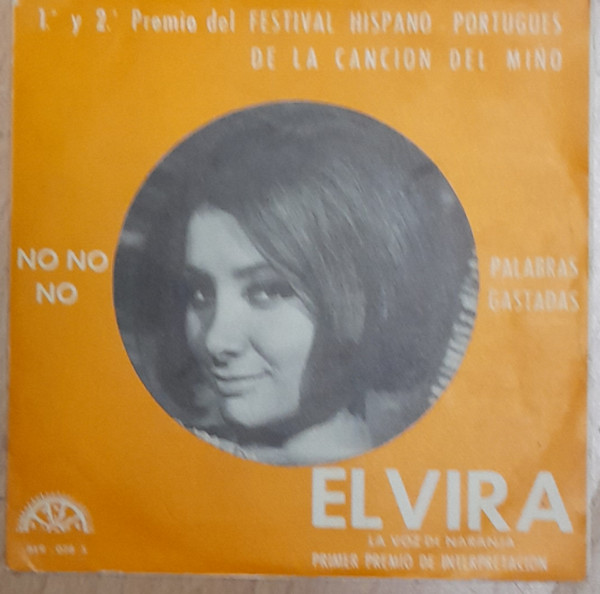 1.º y 2.º Premio del FESTIVAL HISPANO PORTUGUES
DE LA CANCION DEL MIÑO
NO NO
NO
PALABRAS
GASTADAS
ELVIRA
LA VOZ DI NARANJA
PRIMER PREMIO DE INTERPRETACION